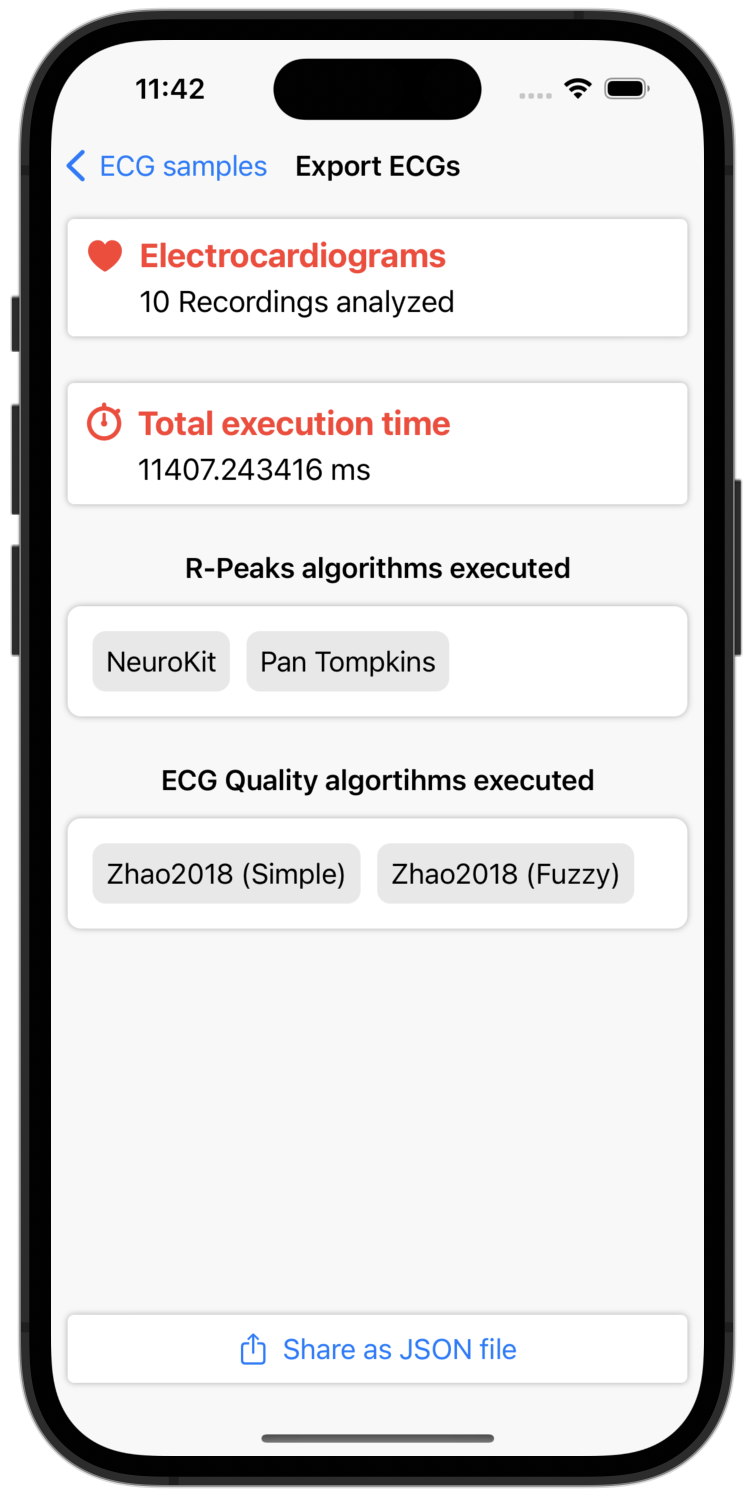 11:42
ECG samples Export ECGs
Electrocardiograms
10 Recordings analyzed
Total execution time
11407.243416 ms
R-Peaks algorithms executed
NeuroKit Pan Tompkins
ECG Quality algortihms executed
Zhao2018 (Simple) Zhao2018 (Fuzzy)
Share as JSON file